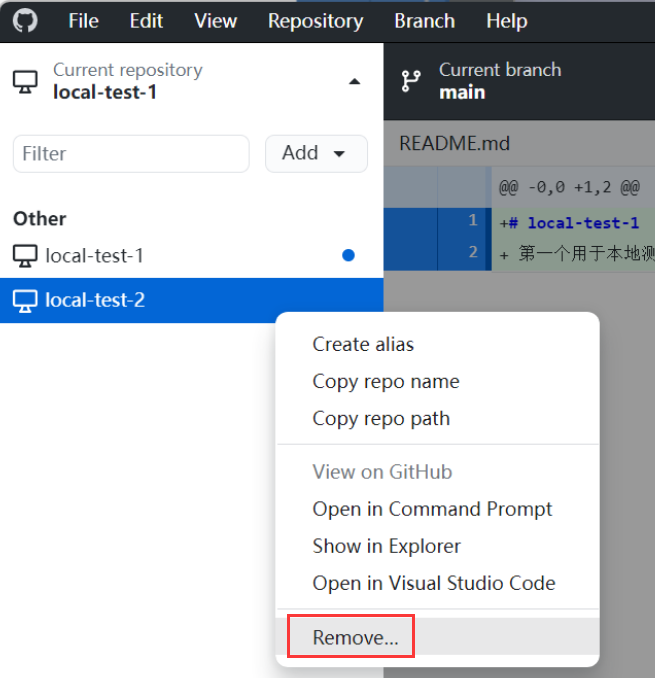 File Edit View Repository Branch Help
Current repository
local-test-1
Current branch
main
Filter
Add
README.md
@@ -0,0 +1,2 @@
Other
1 +# local-test-1
local-test-1
2 + 第一个用于本地测
local-test-2
Create alias
Copy repo name
Copy repo path
View on GitHub
Open in Command Prompt
Show in Explorer
Open in Visual Studio Code
Remove...